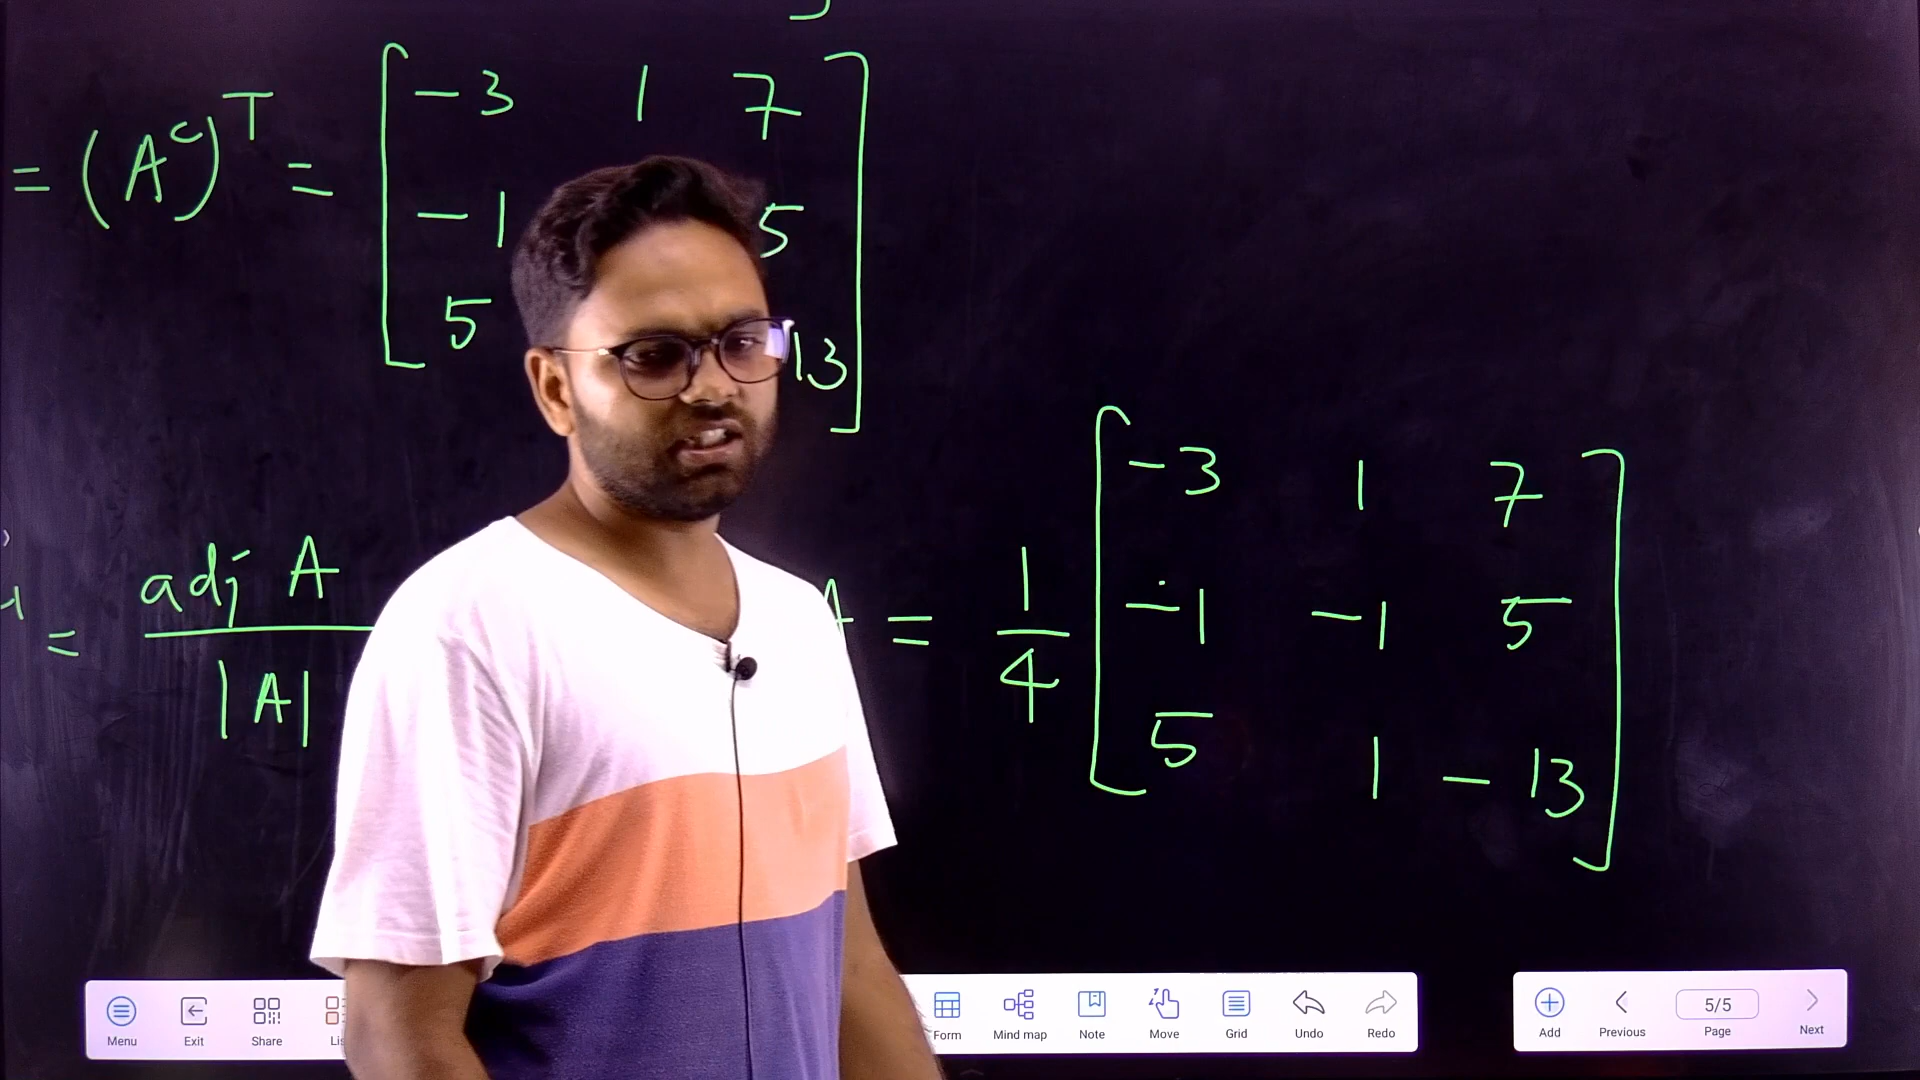 = (A^c)^T = [ -3 1 7
-1 5
5 13 ]
= adj A / |A| A = 1/4 [ -3 1 7
-1 -1 5
5 1 -13 ]
Menu Exit Share Form Mind map Note Move Grid Undo Redo Add Previous 5/5 Page Next